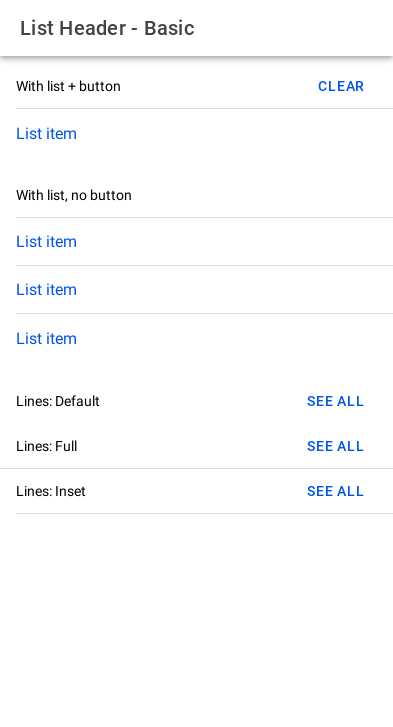 List Header - Basic
With list + button CLEAR
List item
With list, no button
List item
List item
List item
Lines: Default SEE ALL
Lines: Full SEE ALL
Lines: Inset SEE ALL